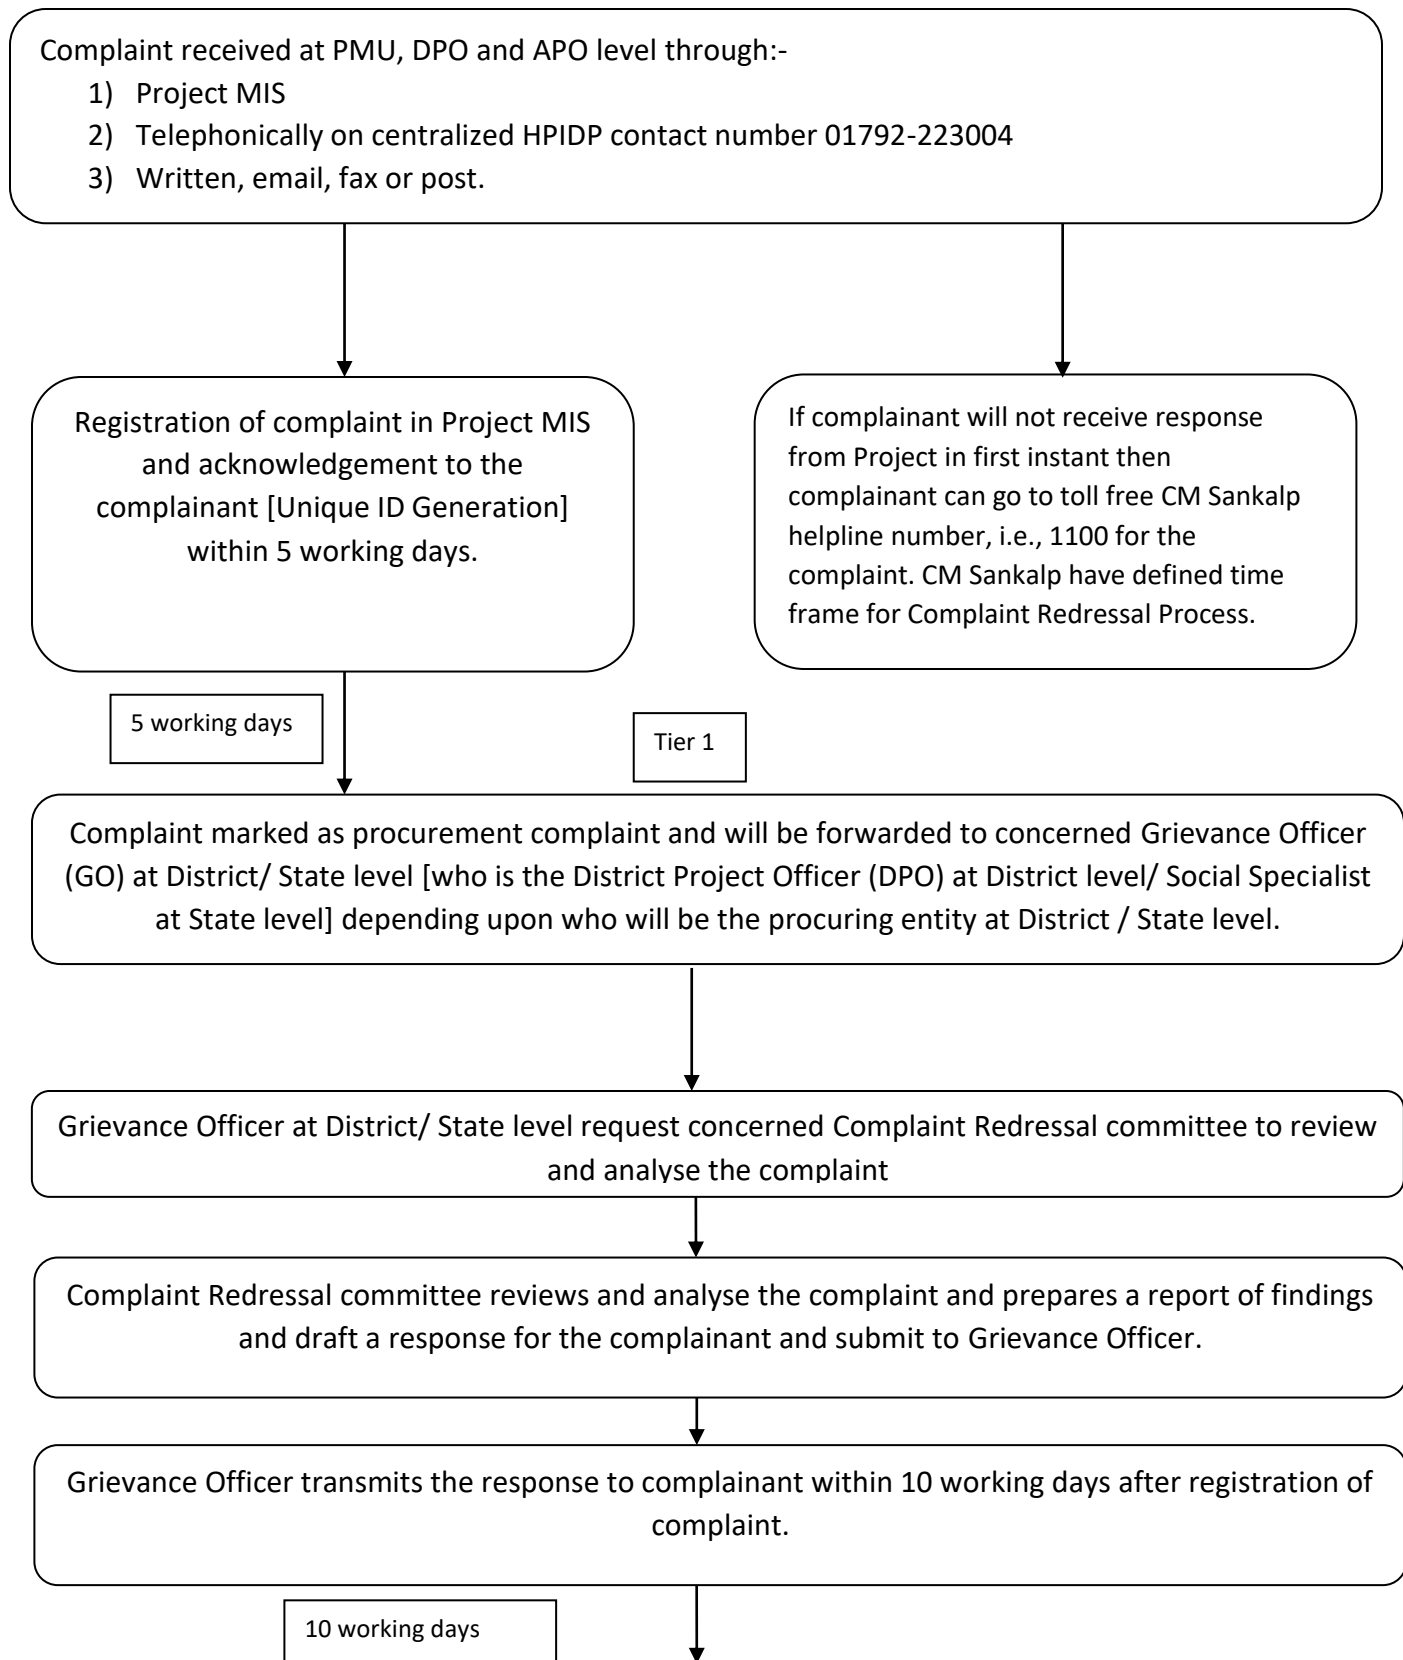 Complaint received at PMU, DPO and APO level through:-
1) Project MIS
2) Telephonically on centralized HPIDP contact number 01792-223004
3) Written, email, fax or post.
Registration of complaint in Project MIS
and acknowledgement to the
complainant [Unique ID Generation]
within 5 working days.
If complainant will not receive response
from Project in first instant then
complainant can go to toll free CM Sankalp
helpline number, i.e., 1100 for the
complaint. CM Sankalp have defined time
frame for Complaint Redressal Process.
5 working days
Tier 1
Complaint marked as procurement complaint and will be forwarded to concerned Grievance Officer
(GO) at District/ State level [who is the District Project Officer (DPO) at District level/ Social Specialist
at State level] depending upon who will be the procuring entity at District / State level.
Grievance Officer at District/ State level request concerned Complaint Redressal committee to review
and analyse the complaint
Complaint Redressal committee reviews and analyse the complaint and prepares a report of findings
and draft a response for the complainant and submit to Grievance Officer.
Grievance Officer transmits the response to complainant within 10 working days after registration of
complaint.
10 working days